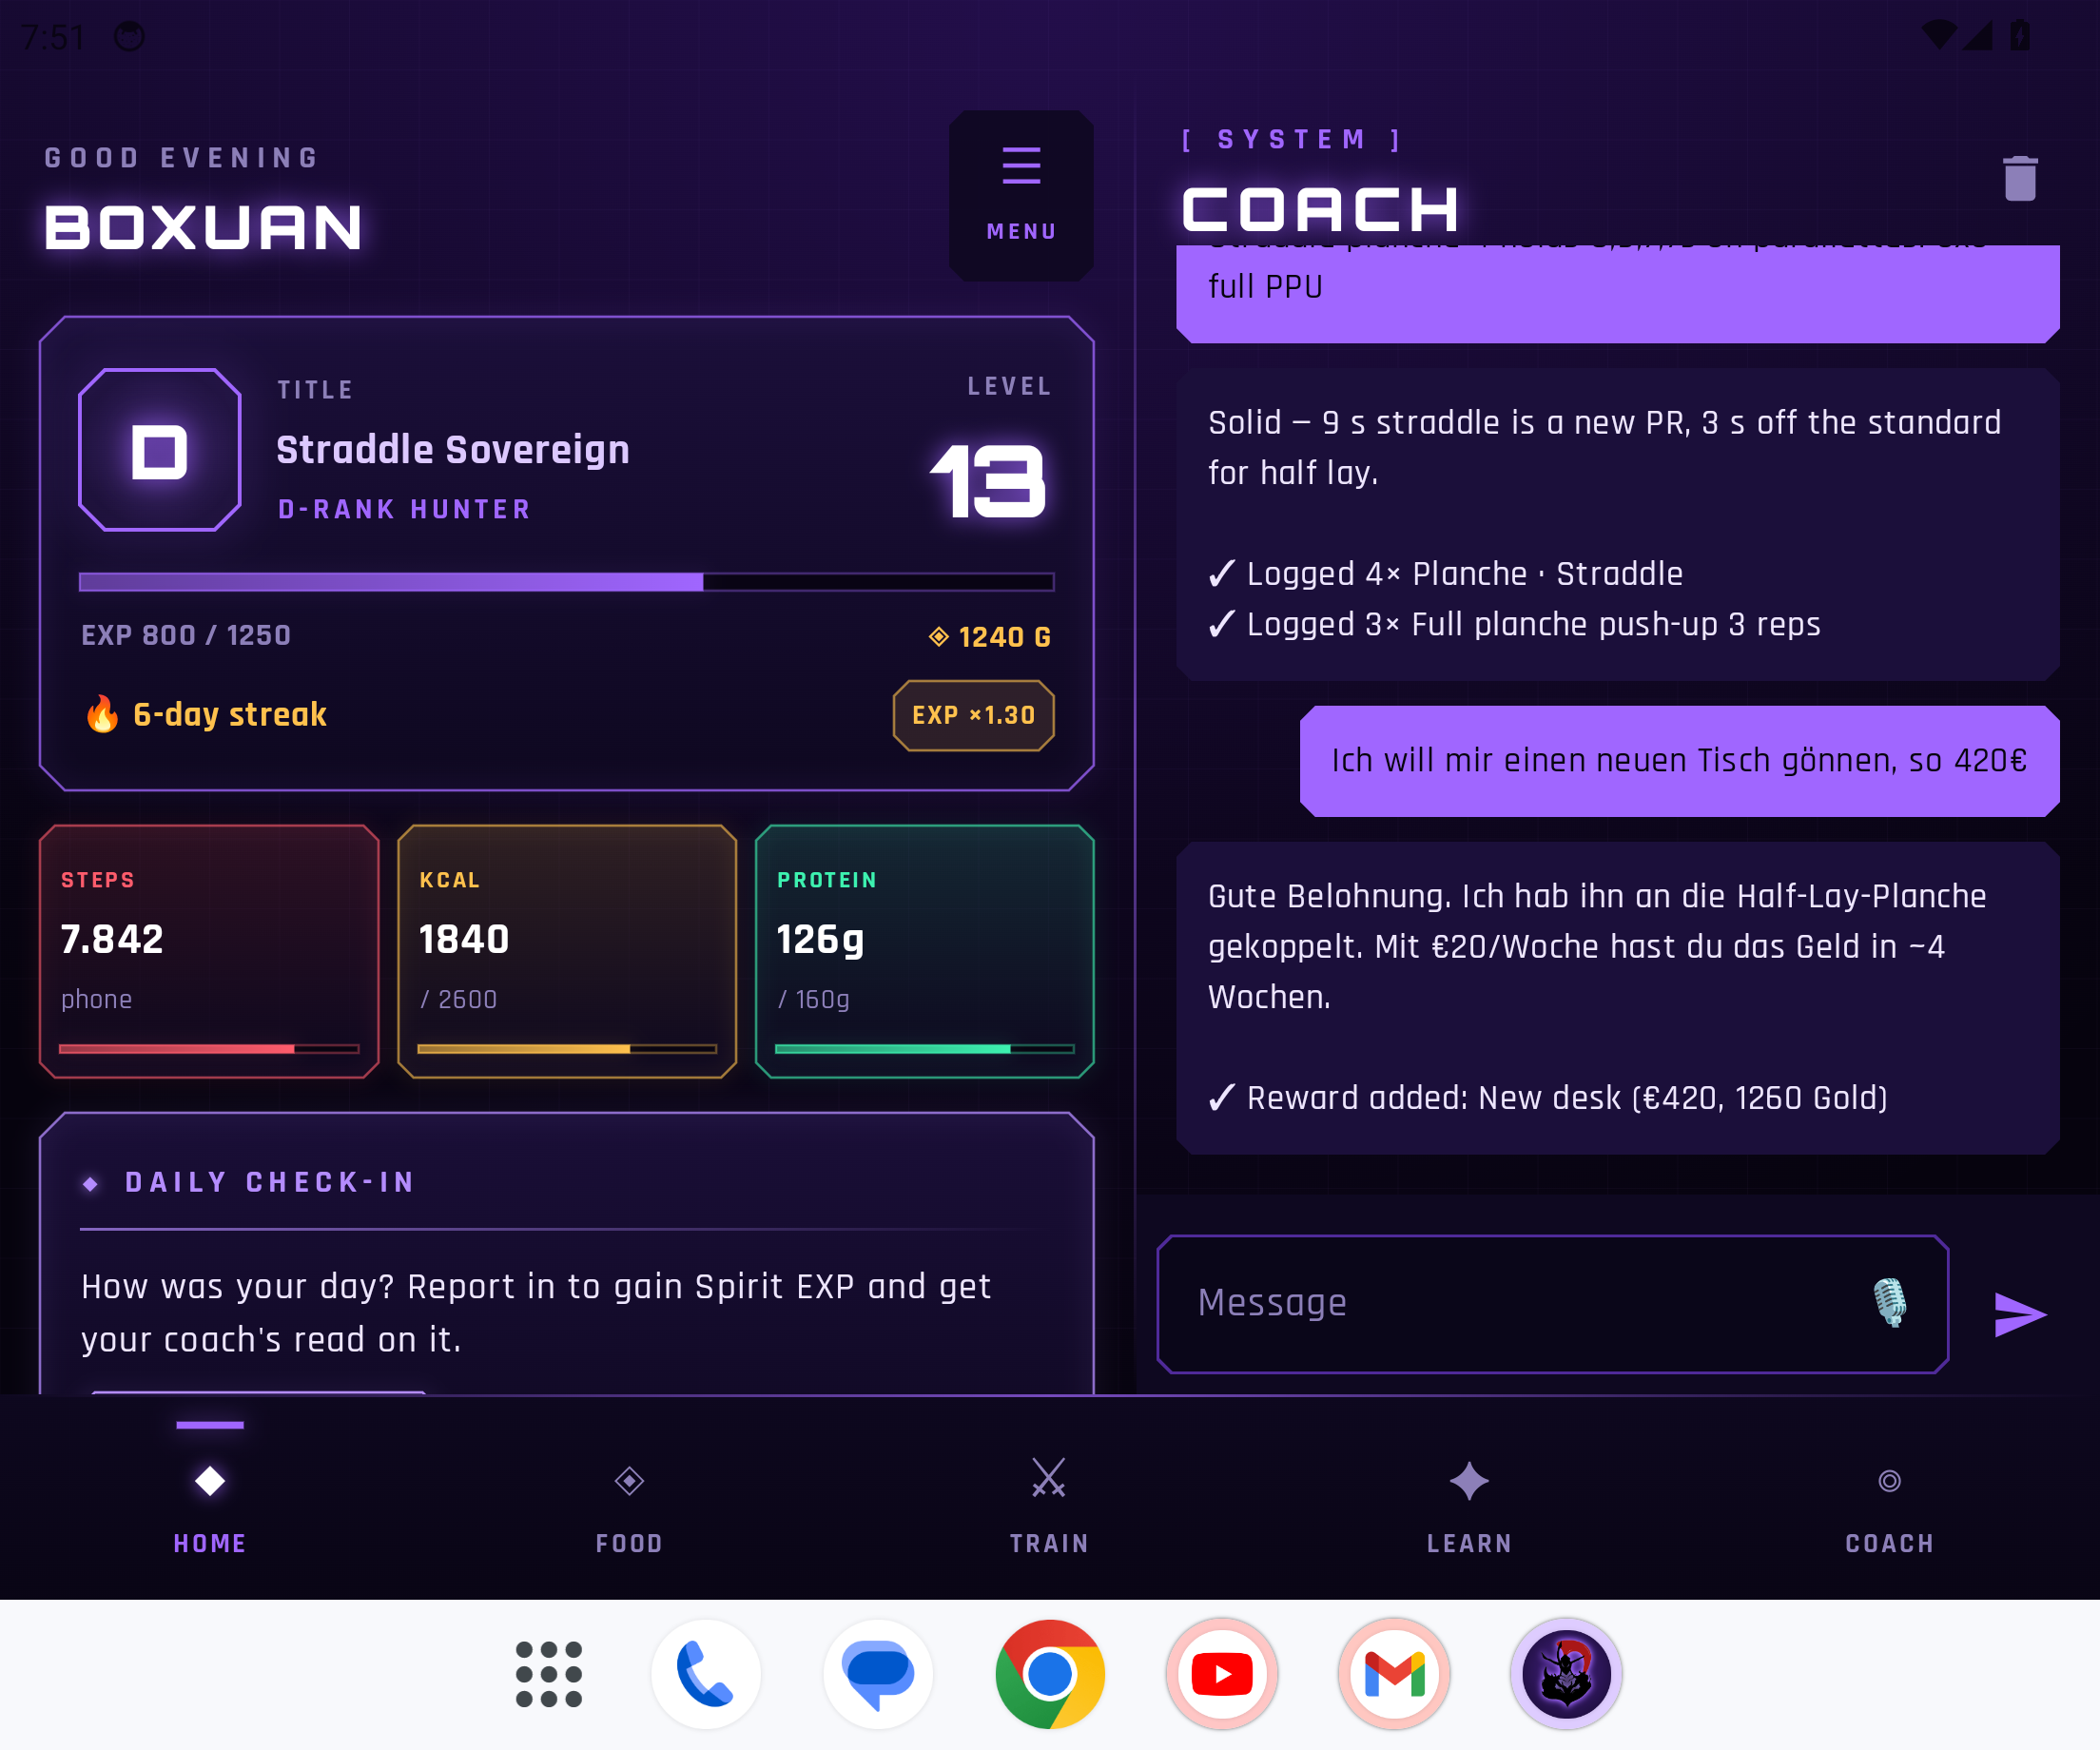 7:51
GOOD EVENING
BOXUAN
MENU
TITLE
Straddle Sovereign
D-RANK HUNTER
LEVEL
13
EXP 800 / 1250
1240 G
6-day streak
EXP ×1.30
STEPS
7.842
phone
KCAL
1840
/ 2600
PROTEIN
126g
/ 160g
DAILY CHECK-IN
How was your day? Report in to gain Spirit EXP and get
your coach's read on it.
[ SYSTEM ]
COACH
full PPU
Solid – 9 s straddle is a new PR, 3 s off the standard
for half lay.
✓ Logged 4× Planche · Straddle
✓ Logged 3× Full planche push-up 3 reps
Ich will mir einen neuen Tisch gönnen, so 420€
Gute Belohnung. Ich hab ihn an die Half-Lay-Planche
gekoppelt. Mit €20/Woche hast du das Geld in ~4
Wochen.
✓ Reward added: New desk (€420, 1260 Gold)
Message
HOME
FOOD
TRAIN
LEARN
COACH